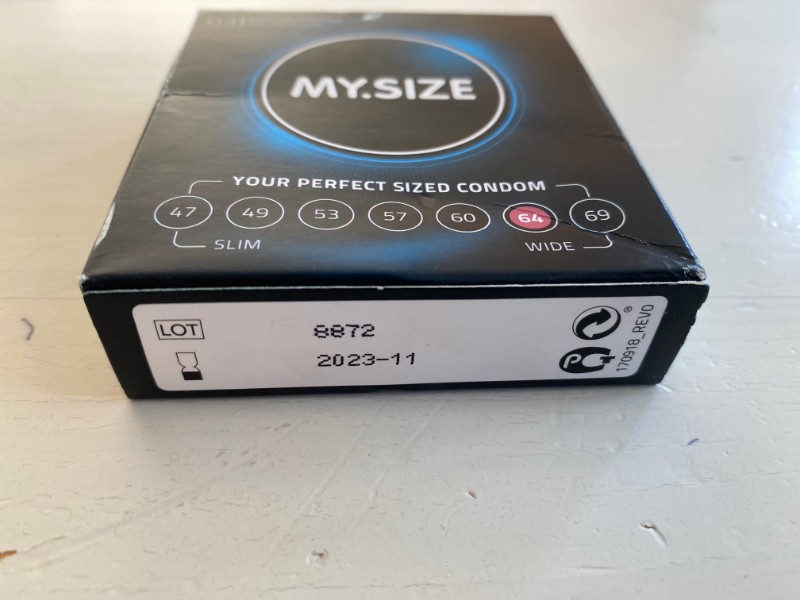 MY.SIZE
YOUR PERFECT SIZED CONDOM
47 49 53 57 60 64 69
SLIM WIDE
LOT 8872
2023-11
170918_REV0